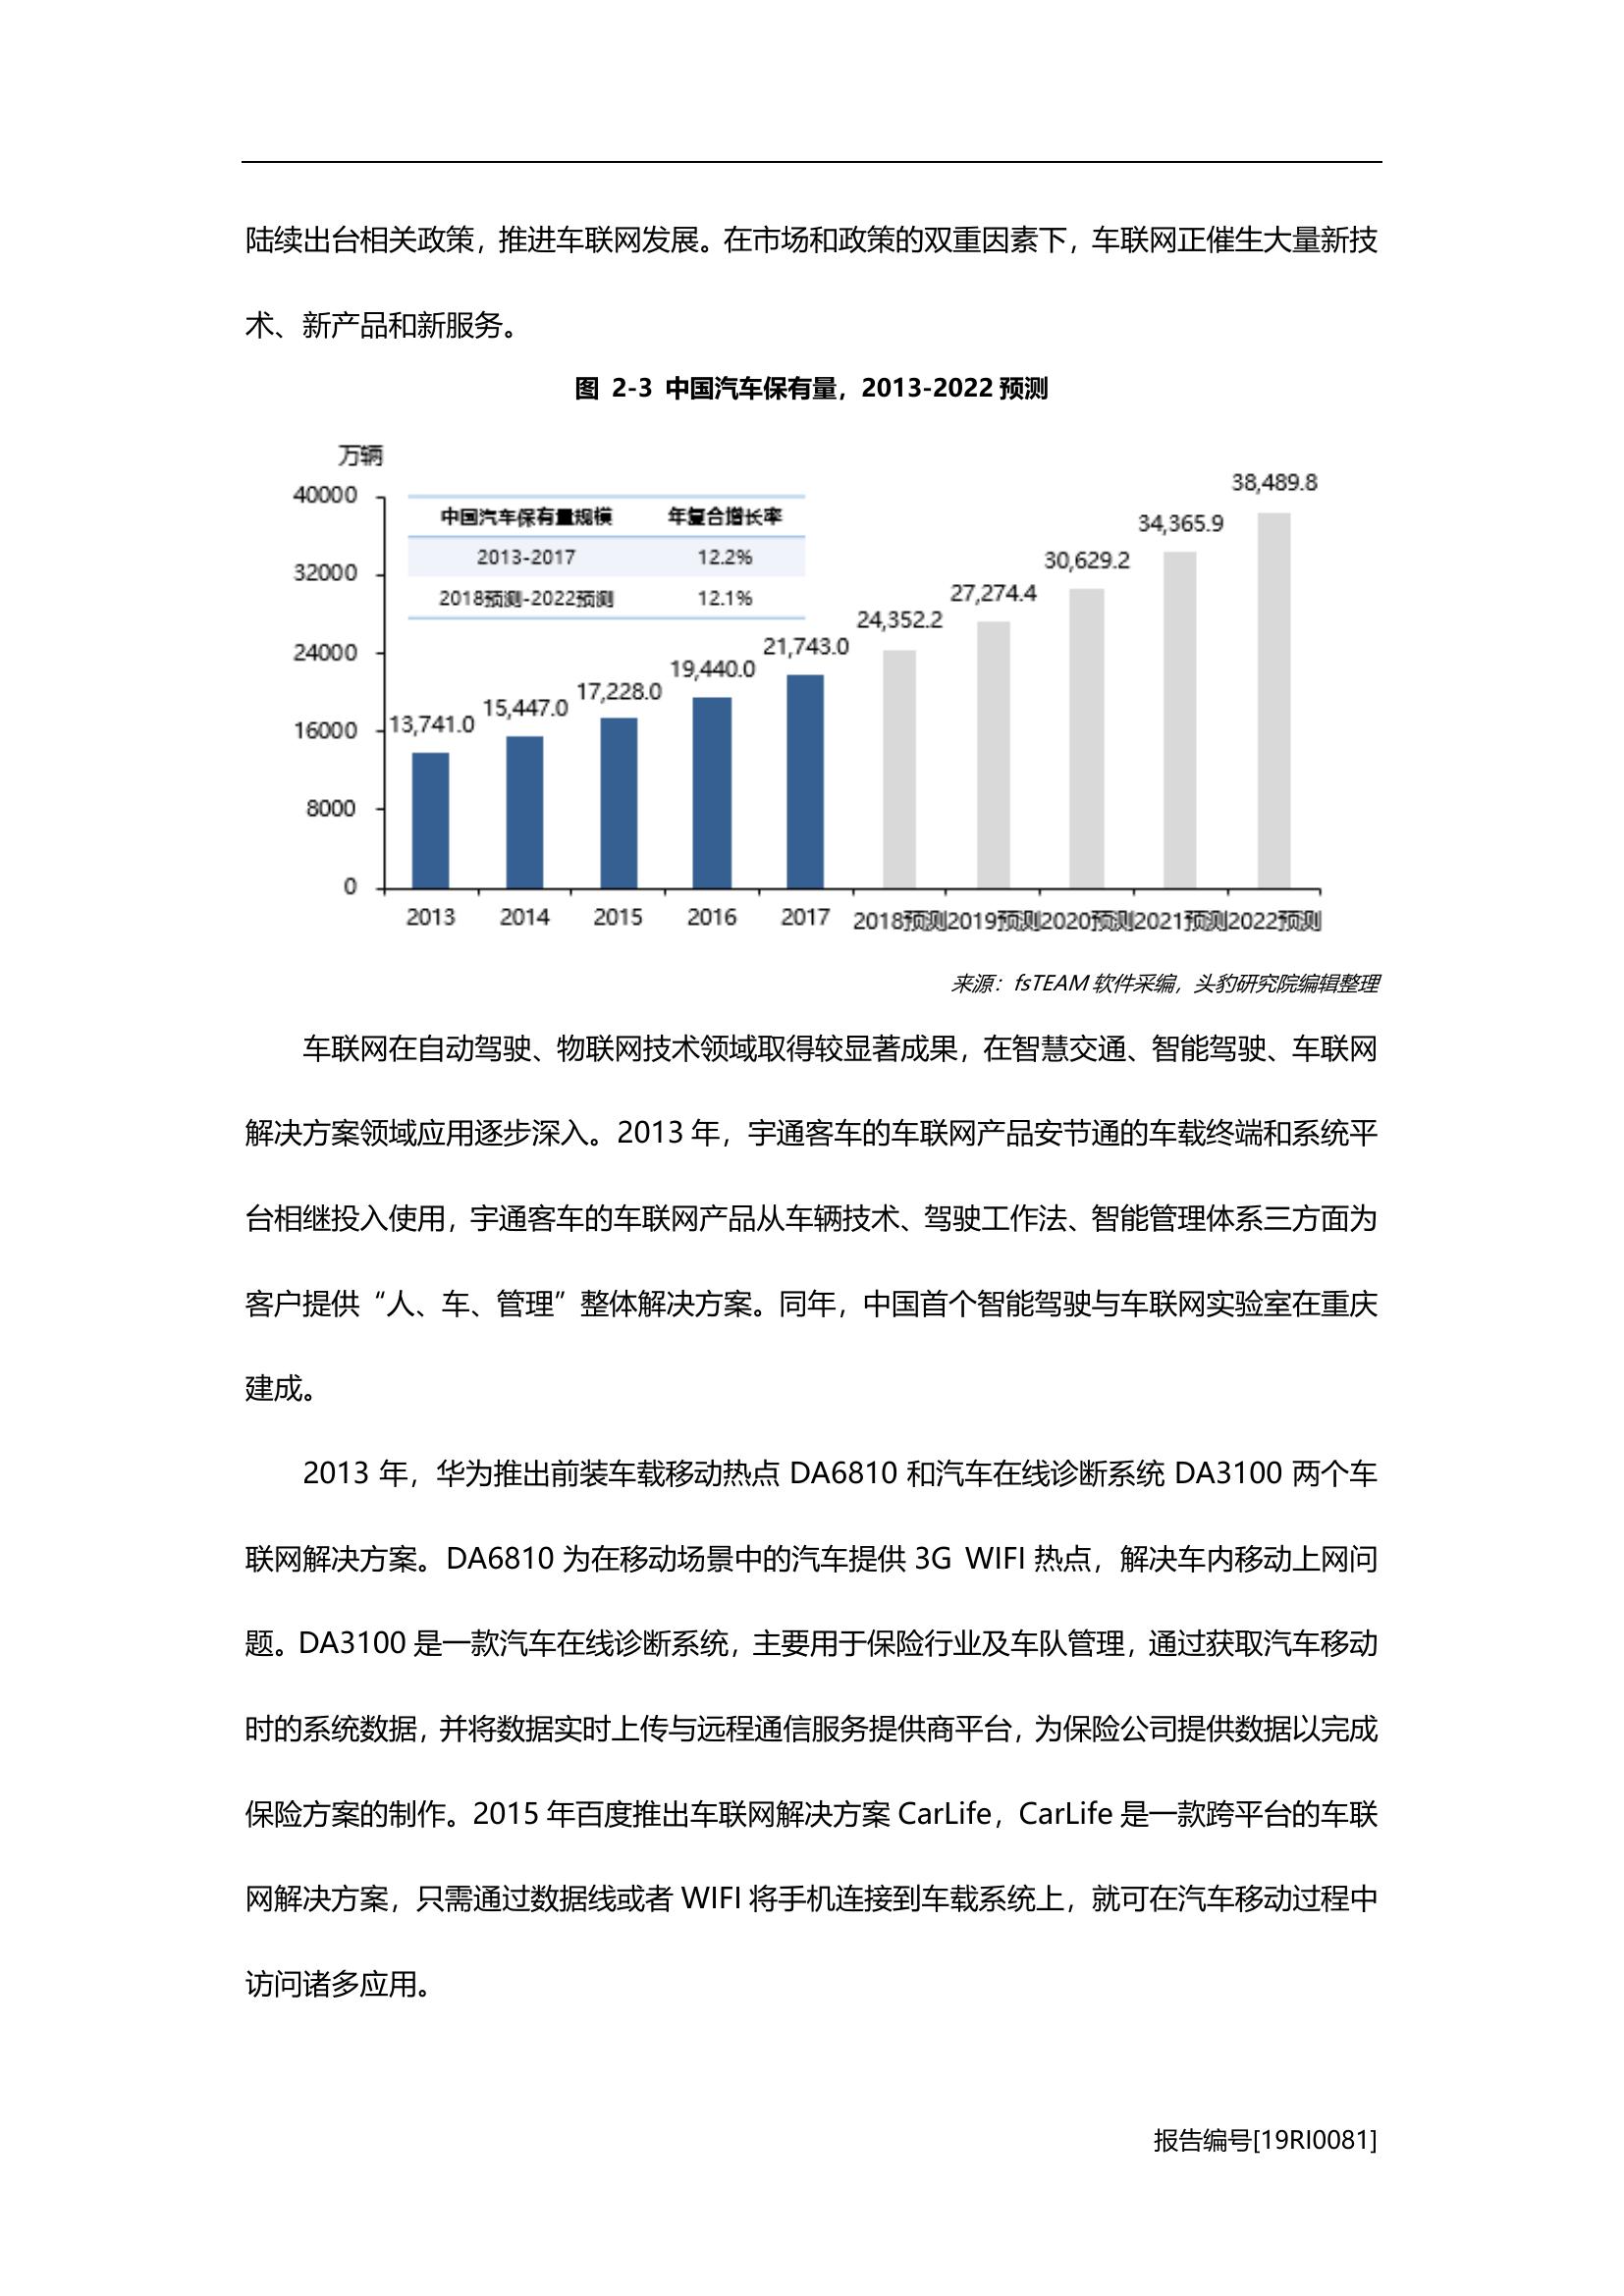 陆续出台相关政策，推进车联网发展。在市场和政策的双重因素下，车联网正催生大量新技
术、新产品和新服务。
图 2-3 中国汽车保有量，2013-2022 预测
万辆
40000
32000
24000
16000
8000
0
中国汽车保有量规模 年复合增长率
2013-2017 12.2%
2018预测-2022预测 12.1%
13,741.0
15,447.0
17,228.0
19,440.0
21,743.0
24,352.2
27,274.4
30,629.2
34,365.9
38,489.8
2013 2014 2015 2016 2017 2018预测 2019预测 2020预测 2021预测 2022预测
来源：fsTEAM 软件采编，头豹研究院编辑整理
车联网在自动驾驶、物联网技术领域取得较显著成果，在智慧交通、智能驾驶、车联网
解决方案领域应用逐步深入。2013 年，宇通客车的车联网产品安节通的车载终端和系统平
台相继投入使用，宇通客车的车联网产品从车辆技术、驾驶工作法、智能管理体系三方面为
客户提供“人、车、管理”整体解决方案。同年，中国首个智能驾驶与车联网实验室在重庆
建成。
2013 年，华为推出前装车载移动热点 DA6810 和汽车在线诊断系统 DA3100 两个车
联网解决方案。DA6810 为在移动场景中的汽车提供 3G WIFI 热点，解决车内移动上网问
题。DA3100 是一款汽车在线诊断系统，主要用于保险行业及车队管理，通过获取汽车移动
时的系统数据，并将数据实时上传与远程通信服务提供商平台，为保险公司提供数据以完成
保险方案的制作。2015 年百度推出车联网解决方案 CarLife，CarLife 是一款跨平台的车联
网解决方案，只需通过数据线或者 WIFI 将手机连接到车载系统上，就可在汽车移动过程中
访问诸多应用。
报告编号[19RI0081]